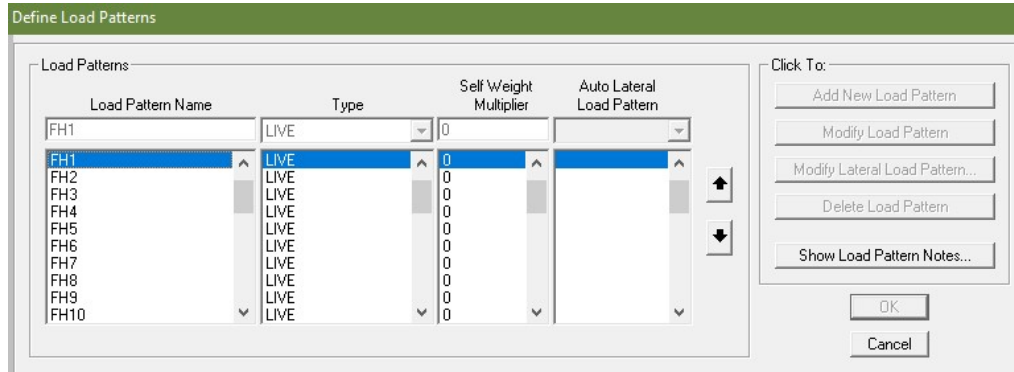 Define Load Patterns
Load Patterns
Click To:
Load Pattern Name Type Self Weight Multiplier Auto Lateral Load Pattern
FH1 LIVE 0
FH1 LIVE 0
FH2 LIVE 0
FH3 LIVE 0
FH4 LIVE 0
FH5 LIVE 0
FH6 LIVE 0
FH7 LIVE 0
FH8 LIVE 0
FH9 LIVE 0
FH10 LIVE 0
Add New Load Pattern
Modify Load Pattern
Modify Lateral Load Pattern...
Delete Load Pattern
Show Load Pattern Notes...
OK
Cancel